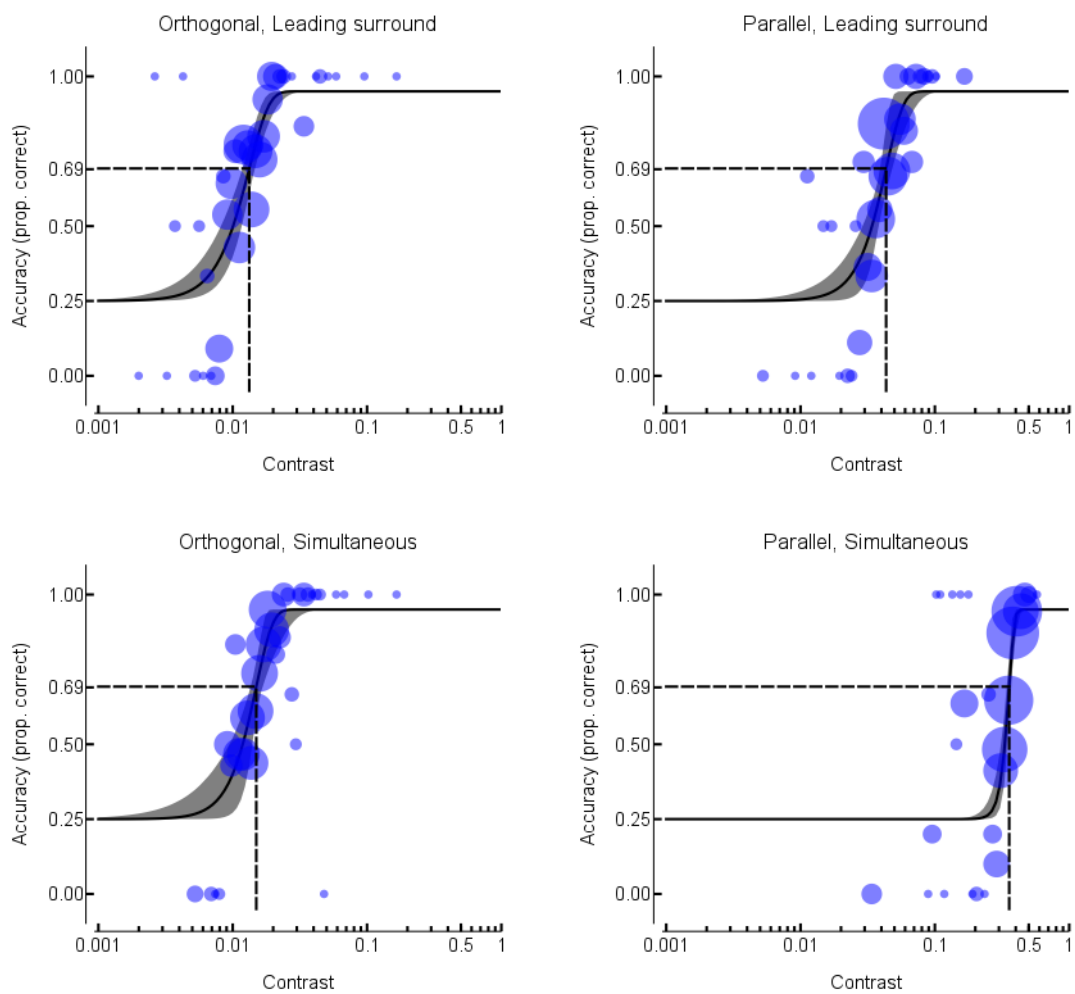 Orthogonal, Leading surround
Accuracy (prop. correct)
1.00
0.69
0.50
0.25
0.00
0.001 0.01 0.1 0.5 1
Contrast
Parallel, Leading surround
Accuracy (prop. correct)
1.00
0.69
0.50
0.25
0.00
0.001 0.01 0.1 0.5 1
Contrast
Orthogonal, Simultaneous
Accuracy (prop. correct)
1.00
0.69
0.50
0.25
0.00
0.001 0.01 0.1 0.5 1
Contrast
Parallel, Simultaneous
Accuracy (prop. correct)
1.00
0.69
0.50
0.25
0.00
0.001 0.01 0.1 0.5 1
Contrast